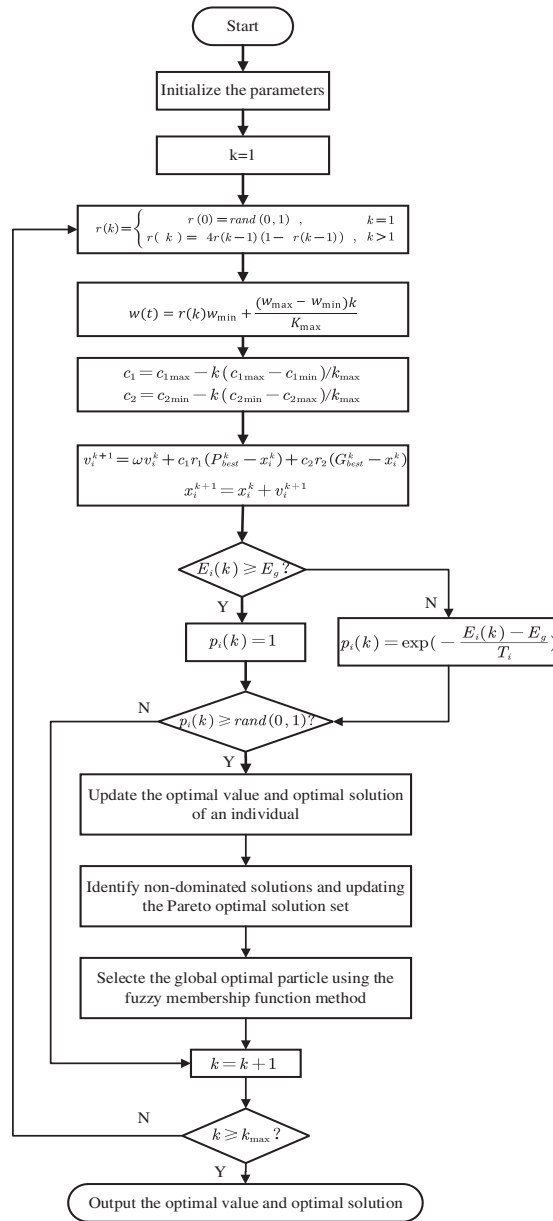 Start
Initialize the parameters
k=1
r(k)={ r(0)=rand(0,1) , k=1
r( k )= 4r(k−1)(1− r(k−1)) , k>1
w(t) = r(k)w_min + (w_max − w_min)k / K_max
c_1 = c_1max − k(c_1max − c_1min)/k_max
c_2 = c_2min − k(c_2min − c_2max)/k_max
v_i^{k+1} = ωv_i^k + c_1r_1(P_best^k − x_i^k) + c_2r_2(G_best^k − x_i^k)
x_i^{k+1} = x_i^k + v_i^{k+1}
E_i(k) ≥ E_g?
Y
N
p_i(k) = 1
p_i(k) = exp(− (E_i(k) − E_g) / T_i)
N
p_i(k) ≥ rand(0,1)?
Y
Update the optimal value and optimal solution
of an individual
Identify non-dominated solutions and updating
the Pareto optimal solution set
Selecte the global optimal particle using the
fuzzy membership function method
k = k + 1
N
k ≥ k_max?
Y
Output the optimal value and optimal solution